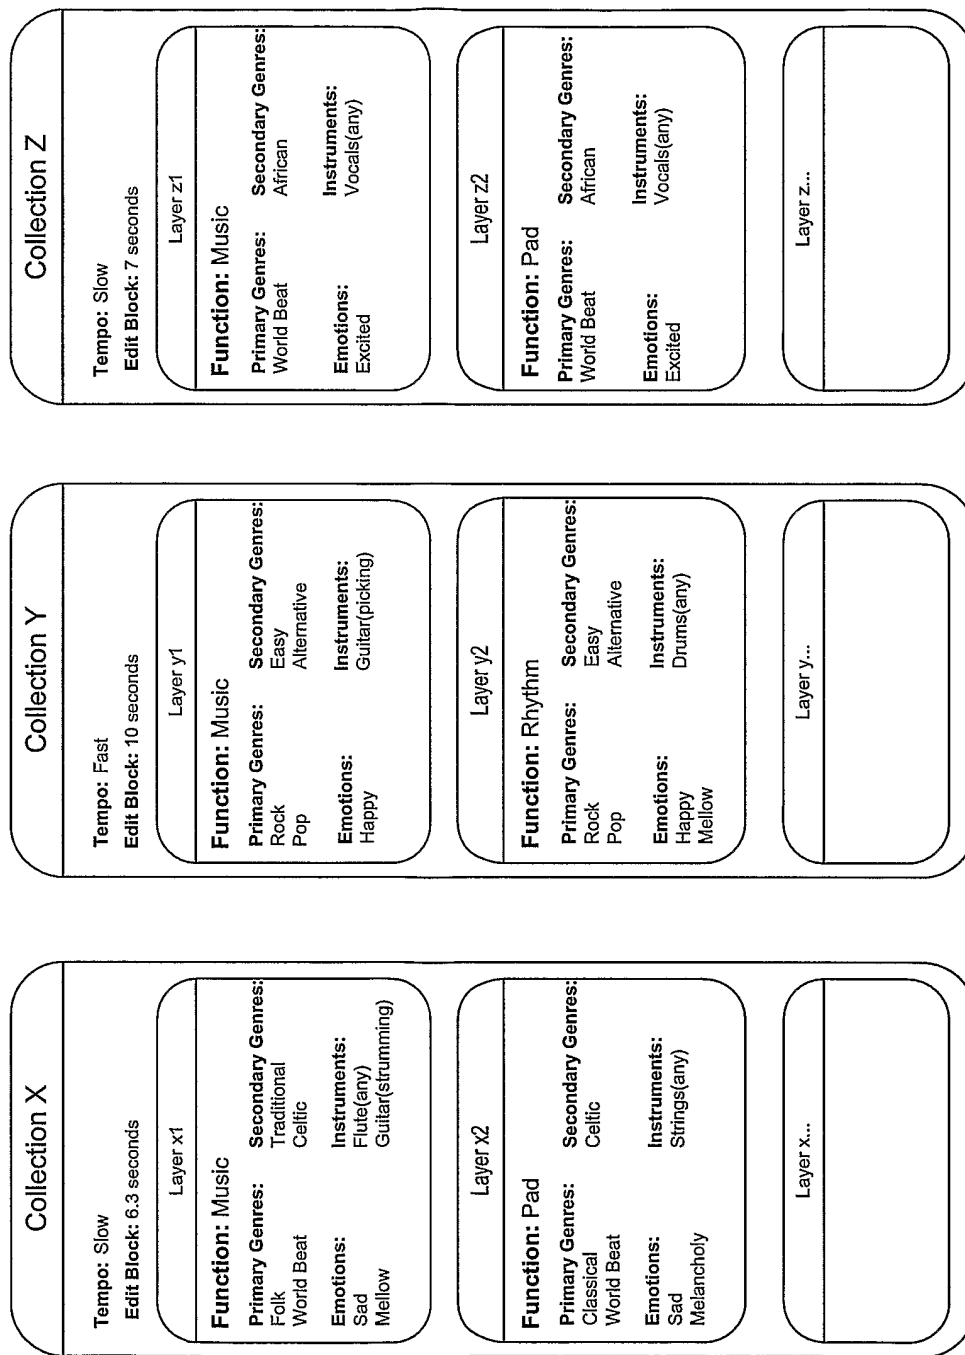 Collection X
Tempo: Slow
Edit Block: 6.3 seconds
Layer x1
Function: Music
Primary Genres:
Folk
World Beat
Secondary Genres:
Traditional
Celtic
Emotions:
Sad
Mellow
Instruments:
Flute(any)
Guitar(strumming)
Layer x2
Function: Pad
Primary Genres:
Classical
World Beat
Secondary Genres:
Celtic
Emotions:
Sad
Melancholy
Instruments:
Strings(any)
Layer x...
Collection Y
Tempo: Fast
Edit Block: 10 seconds
Layer y1
Function: Music
Primary Genres:
Rock
Pop
Secondary Genres:
Easy
Alternative
Emotions:
Happy
Instruments:
Guitar(picking)
Layer y2
Function: Rhythm
Primary Genres:
Rock
Pop
Secondary Genres:
Easy
Alternative
Emotions:
Happy
Mellow
Instruments:
Drums(any)
Layer y...
Collection Z
Tempo: Slow
Edit Block: 7 seconds
Layer z1
Function: Music
Primary Genres:
World Beat
Secondary Genres:
African
Emotions:
Excited
Instruments:
Vocals(any)
Layer z2
Function: Pad
Primary Genres:
World Beat
Secondary Genres:
African
Emotions:
Excited
Instruments:
Vocals(any)
Layer z...